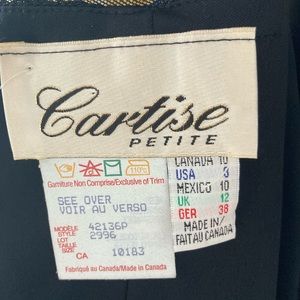 Cartise
PETITE
110°
Garniture Non Comprise/Exclusive of Trim
SEE OVER
VOIR AU VERSO
MODÈLE
STYLE 42136P
LOT 2996
TAILLE
SIZE CA 10183
Fabriqué au Canada/Made in Canada
CANADA 10
USA
MEXICO 10
UK 12
GER 38
MADE IN/
FAIT AU CANADA